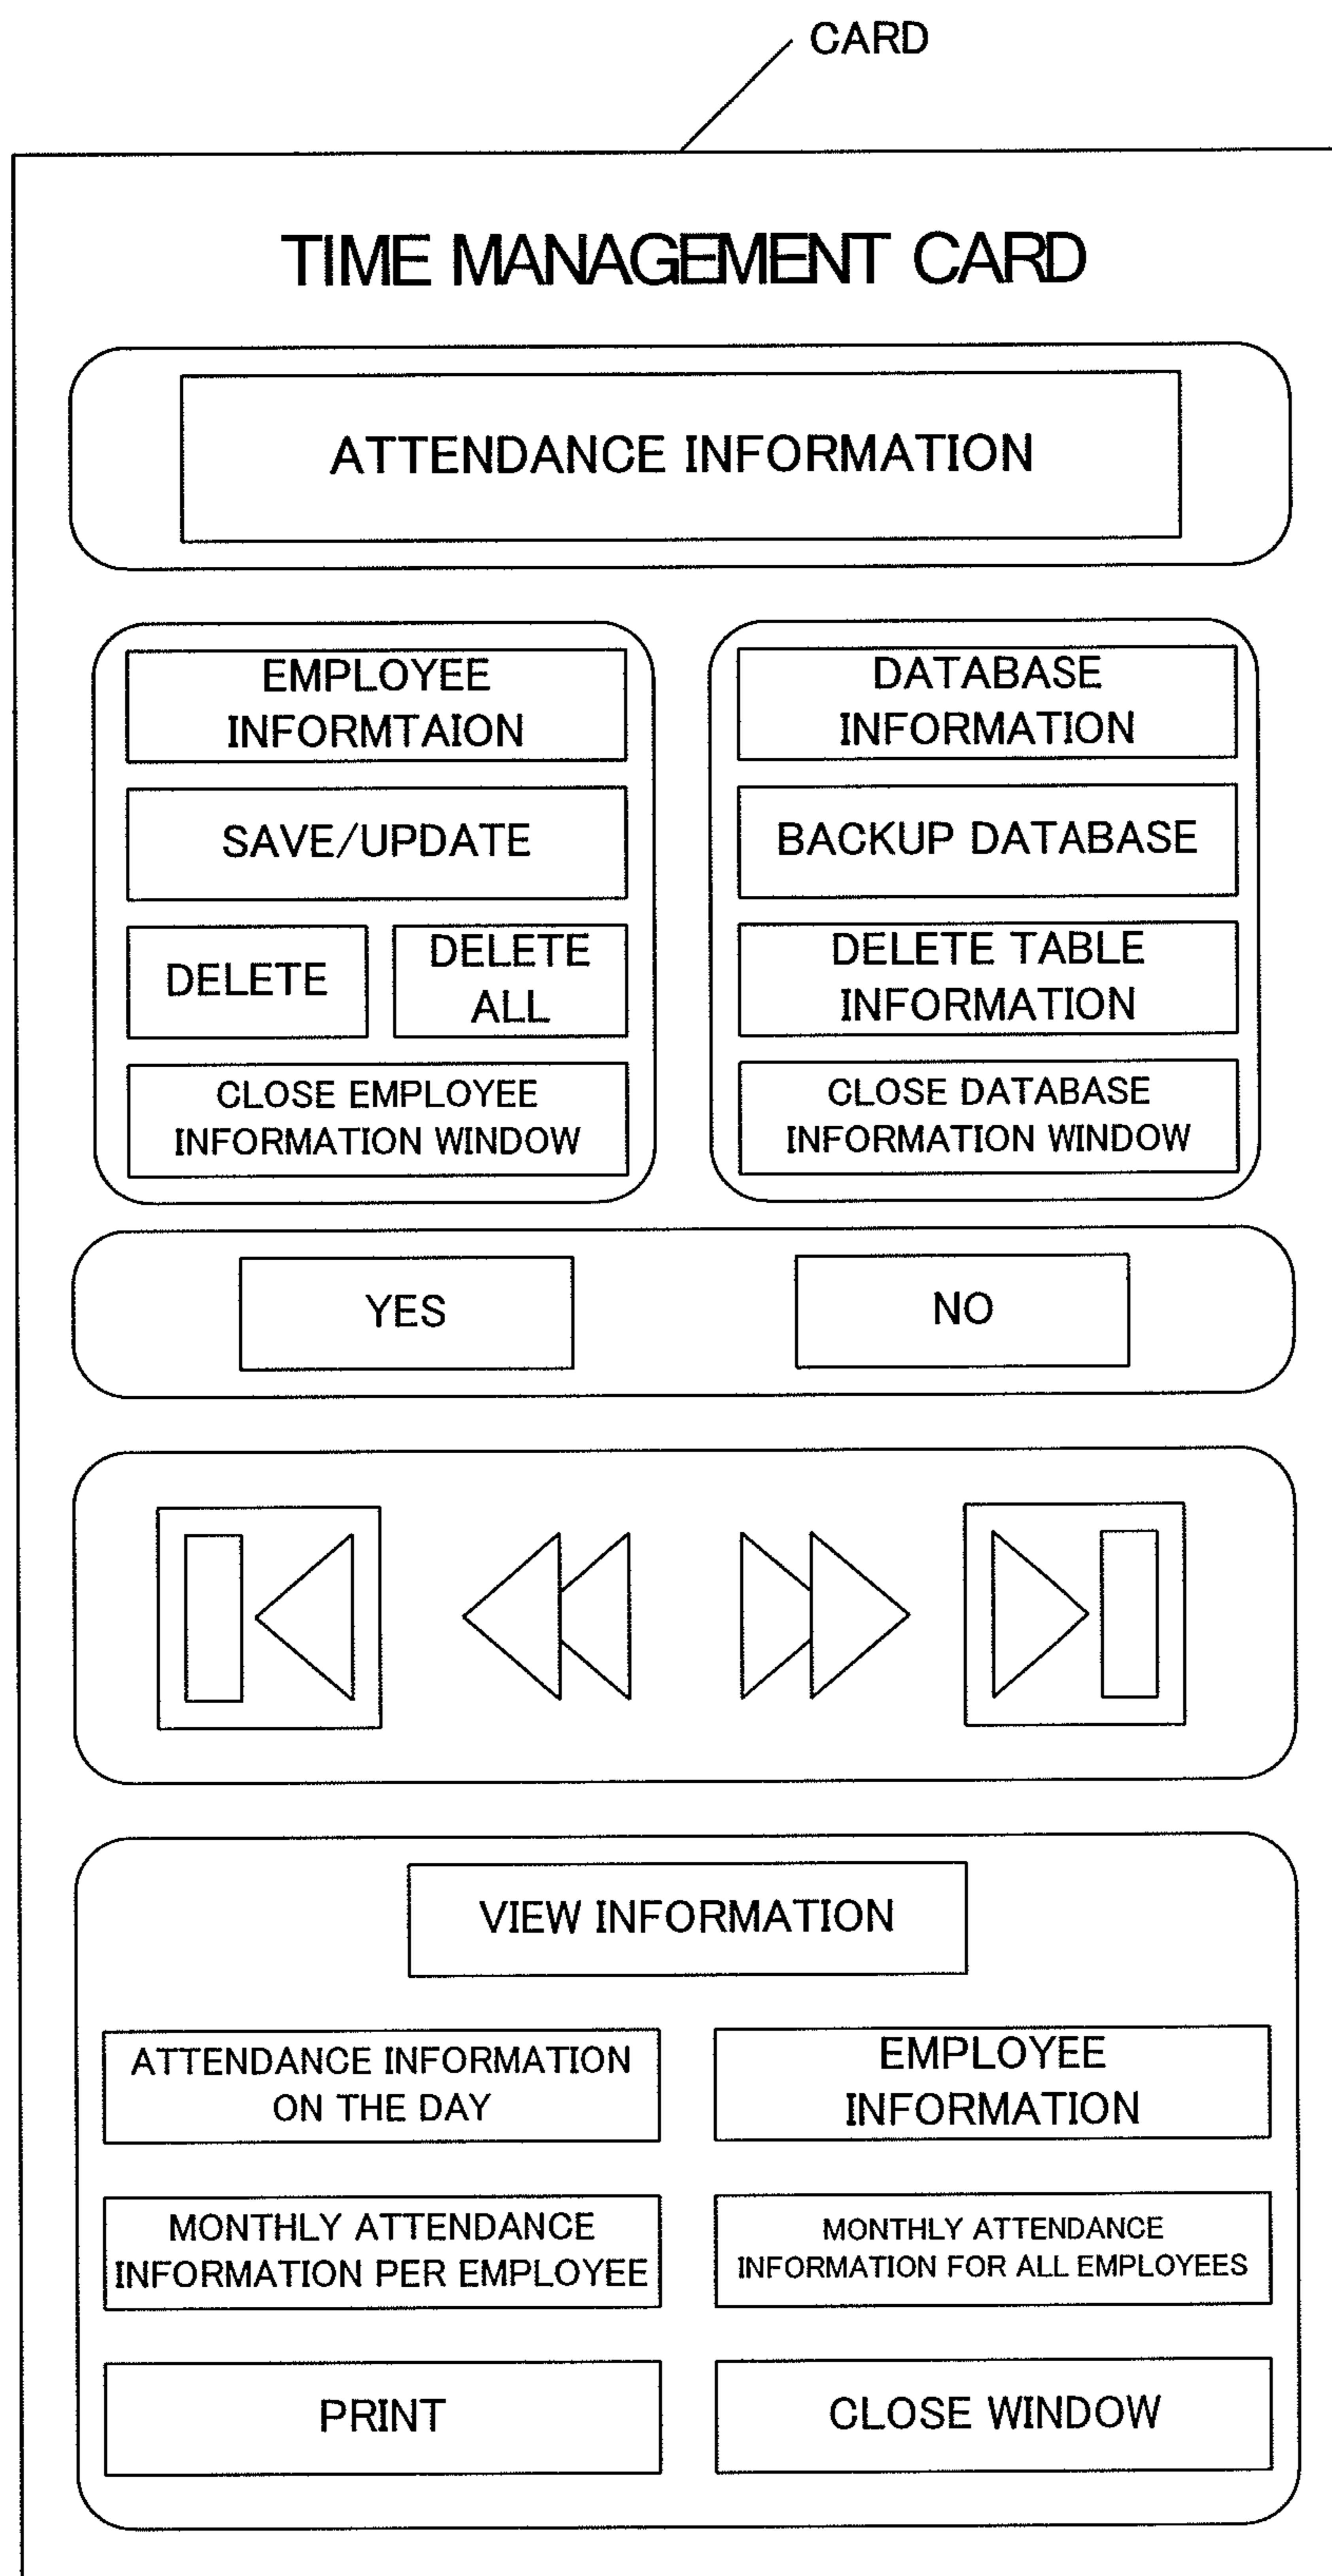 CARD
TIME MANAGEMENT CARD
ATTENDANCE INFORMATION
EMPLOYEE
INFORMTAION
SAVE/UPDATE
DELETE
DELETE
ALL
CLOSE EMPLOYEE
INFORMATION WINDOW
DATABASE
INFORMATION
BACKUP DATABASE
DELETE TABLE
INFORMATION
CLOSE DATABASE
INFORMATION WINDOW
YES
NO
VIEW INFORMATION
ATTENDANCE INFORMATION
ON THE DAY
EMPLOYEE
INFORMATION
MONTHLY ATTENDANCE
INFORMATION PER EMPLOYEE
MONTHLY ATTENDANCE
INFORMATION FOR ALL EMPLOYEES
PRINT
CLOSE WINDOW